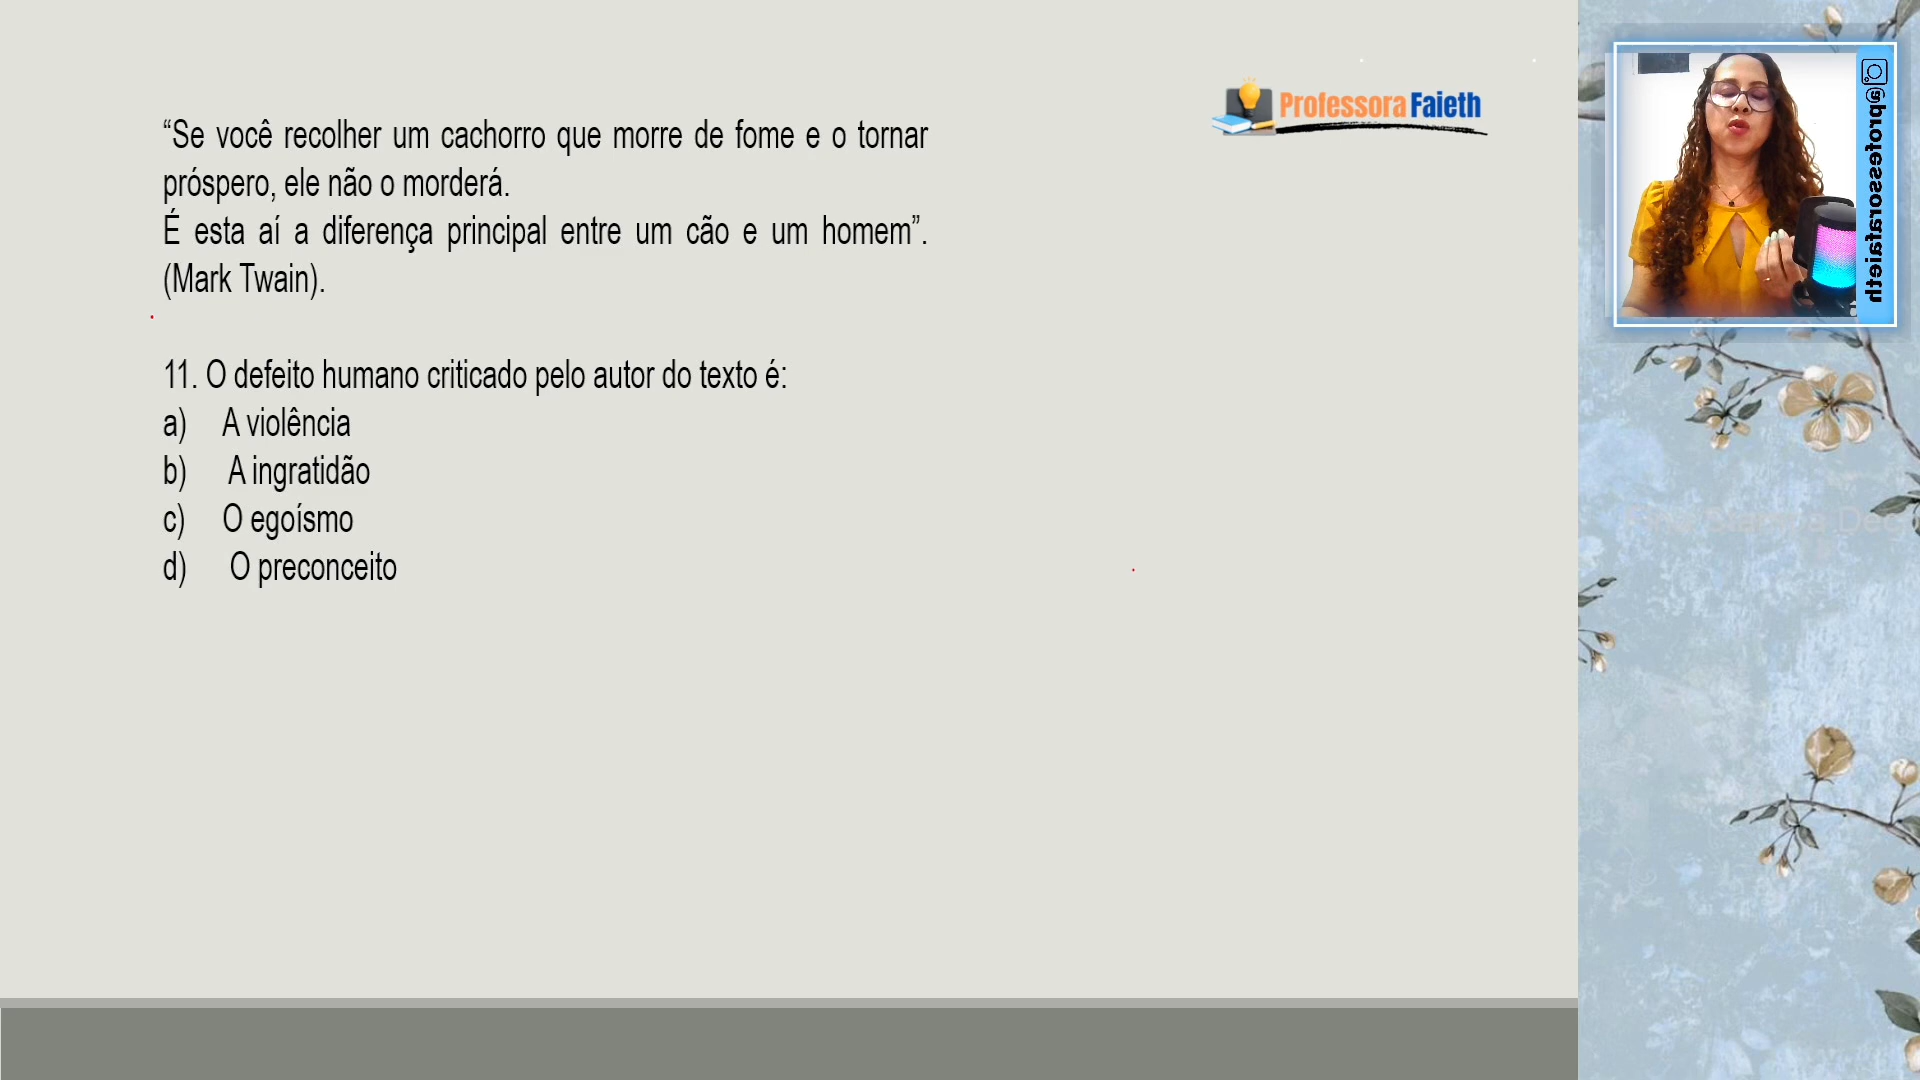 Professora Faieth
@professorafaieth
“Se você recolher um cachorro que morre de fome e o tornar
próspero, ele não o morderá.
É esta aí a diferença principal entre um cão e um homem”.
(Mark Twain).
11. O defeito humano criticado pelo autor do texto é:
a) A violência
b) A ingratidão
c) O egoísmo
d) O preconceito